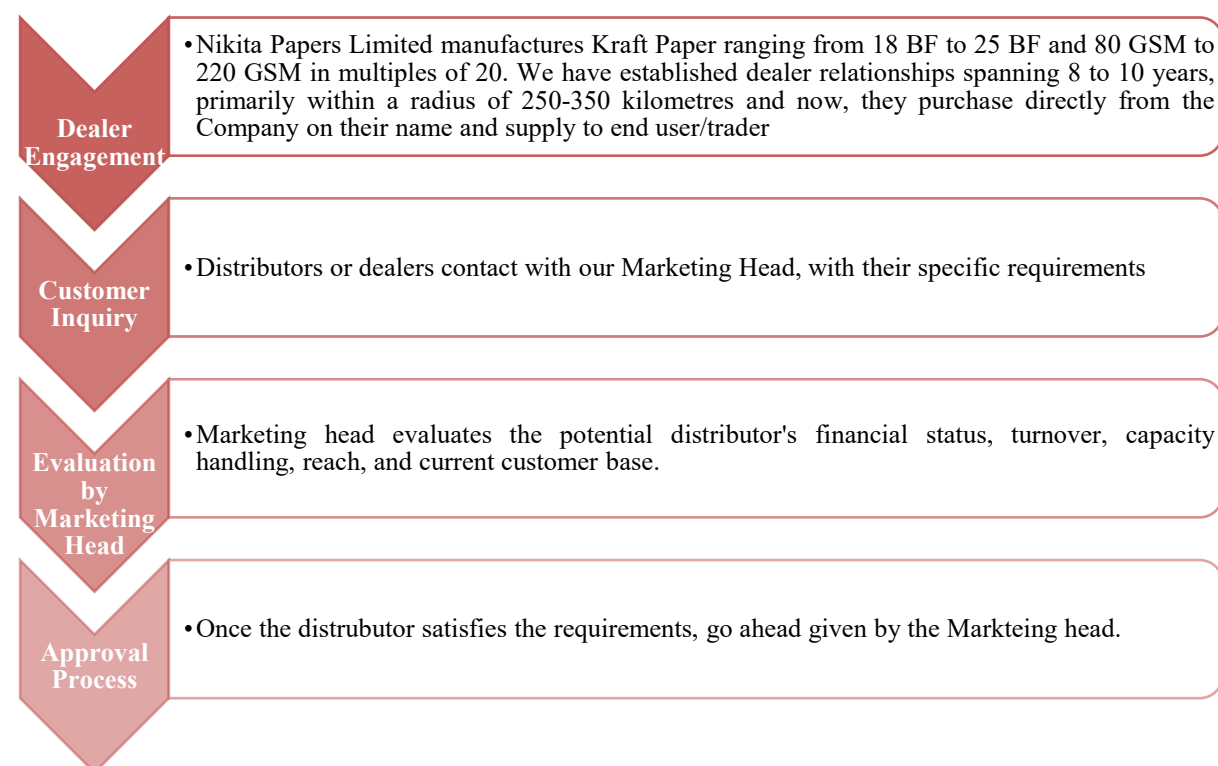 Dealer
Engagement
•Nikita Papers Limited manufactures Kraft Paper ranging from 18 BF to 25 BF and 80 GSM to
220 GSM in multiples of 20. We have established dealer relationships spanning 8 to 10 years,
primarily within a radius of 250-350 kilometres and now, they purchase directly from the
Company on their name and supply to end user/trader
Customer
Inquiry
•Distributors or dealers contact with our Marketing Head, with their specific requirements
Evaluation
by
Marketing
Head
•Marketing head evaluates the potential distributor's financial status, turnover, capacity
handling, reach, and current customer base.
Approval
Process
•Once the distrubutor satisfies the requirements, go ahead given by the Markteing head.